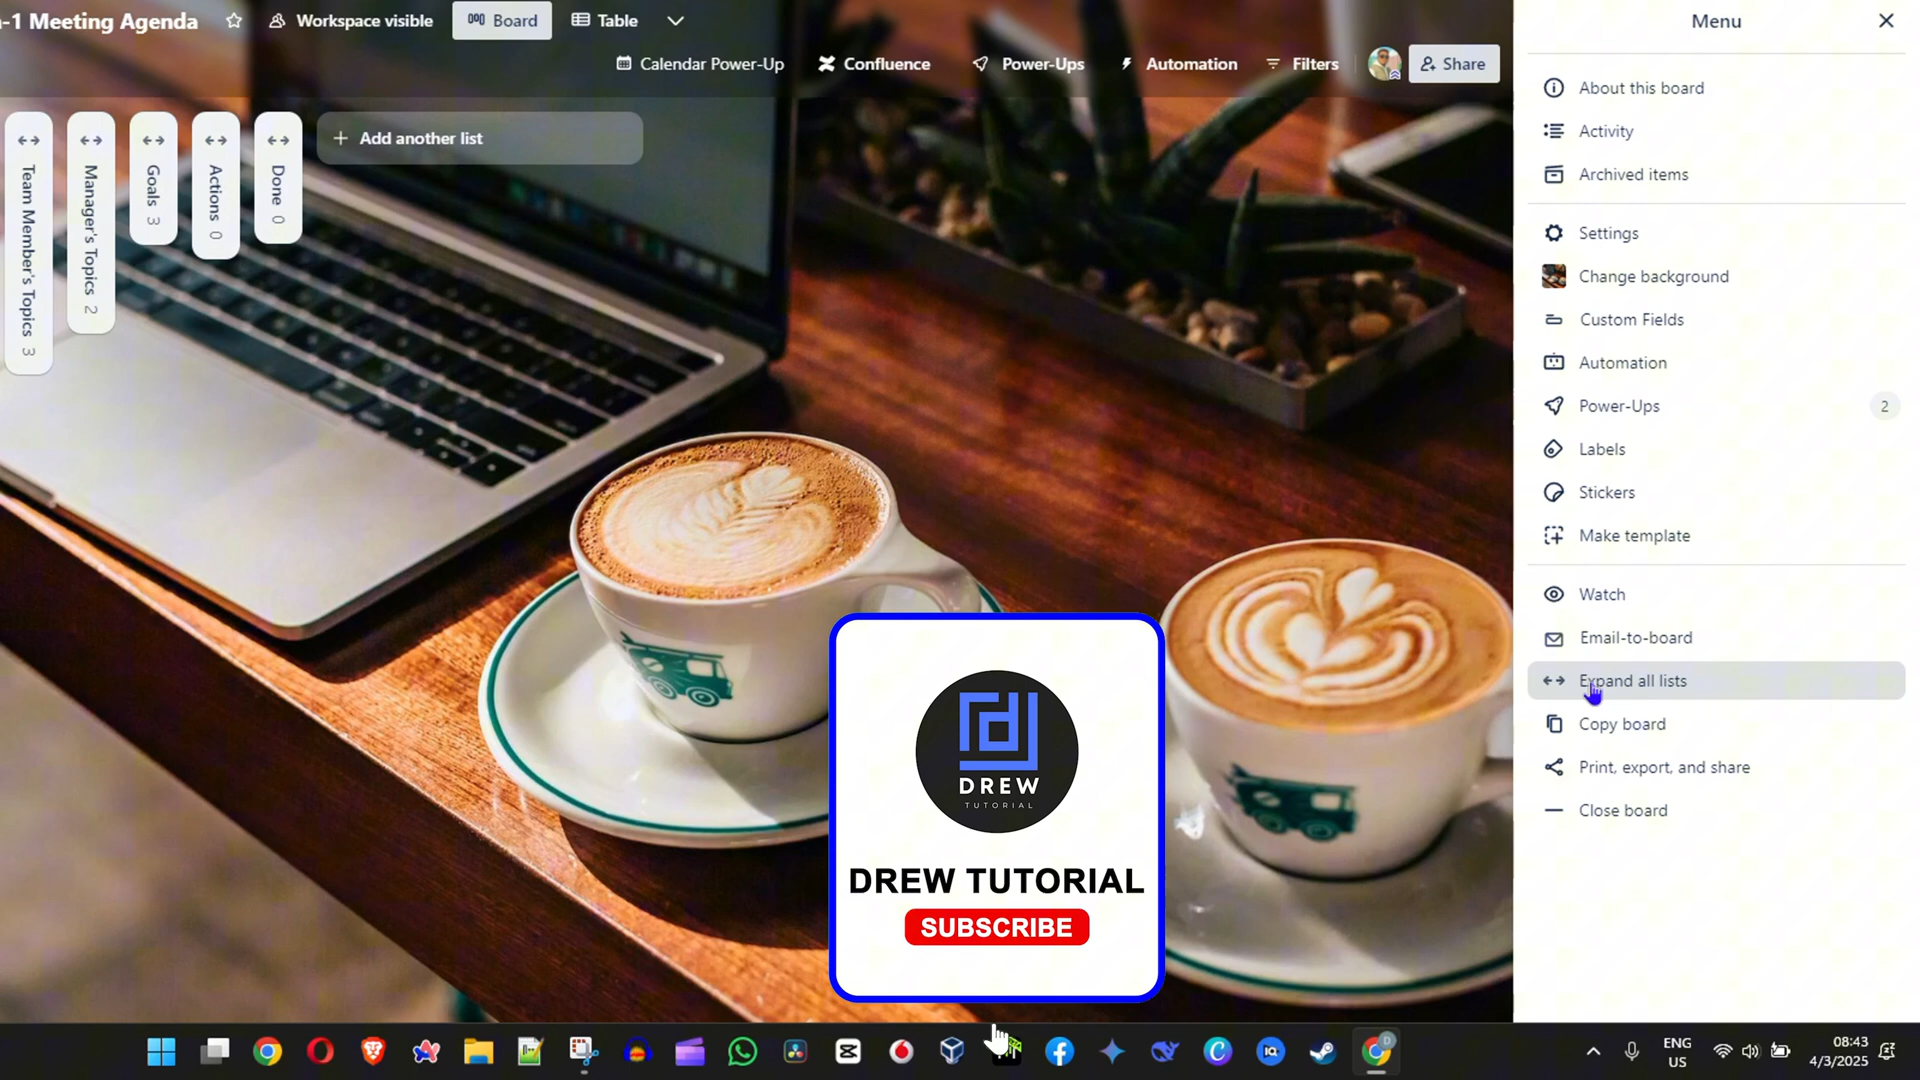 -1 Meeting Agenda
Workspace visible
Board
Table
Calendar Power-Up
Confluence
Power-Ups
Automation
Filters
Share
Team Member's Topics 3
Manager's Topics 2
Goals 3
Actions 0
Done 0
Add another list
Menu
About this board
Activity
Archived items
Settings
Change background
Custom Fields
Automation
Power-Ups
2
Labels
Stickers
Make template
Watch
Email-to-board
Expand all lists
Copy board
Print, export, and share
Close board
DREW
TUTORIAL
DREW TUTORIAL
SUBSCRIBE
ENG
US
08:43
4/3/2025